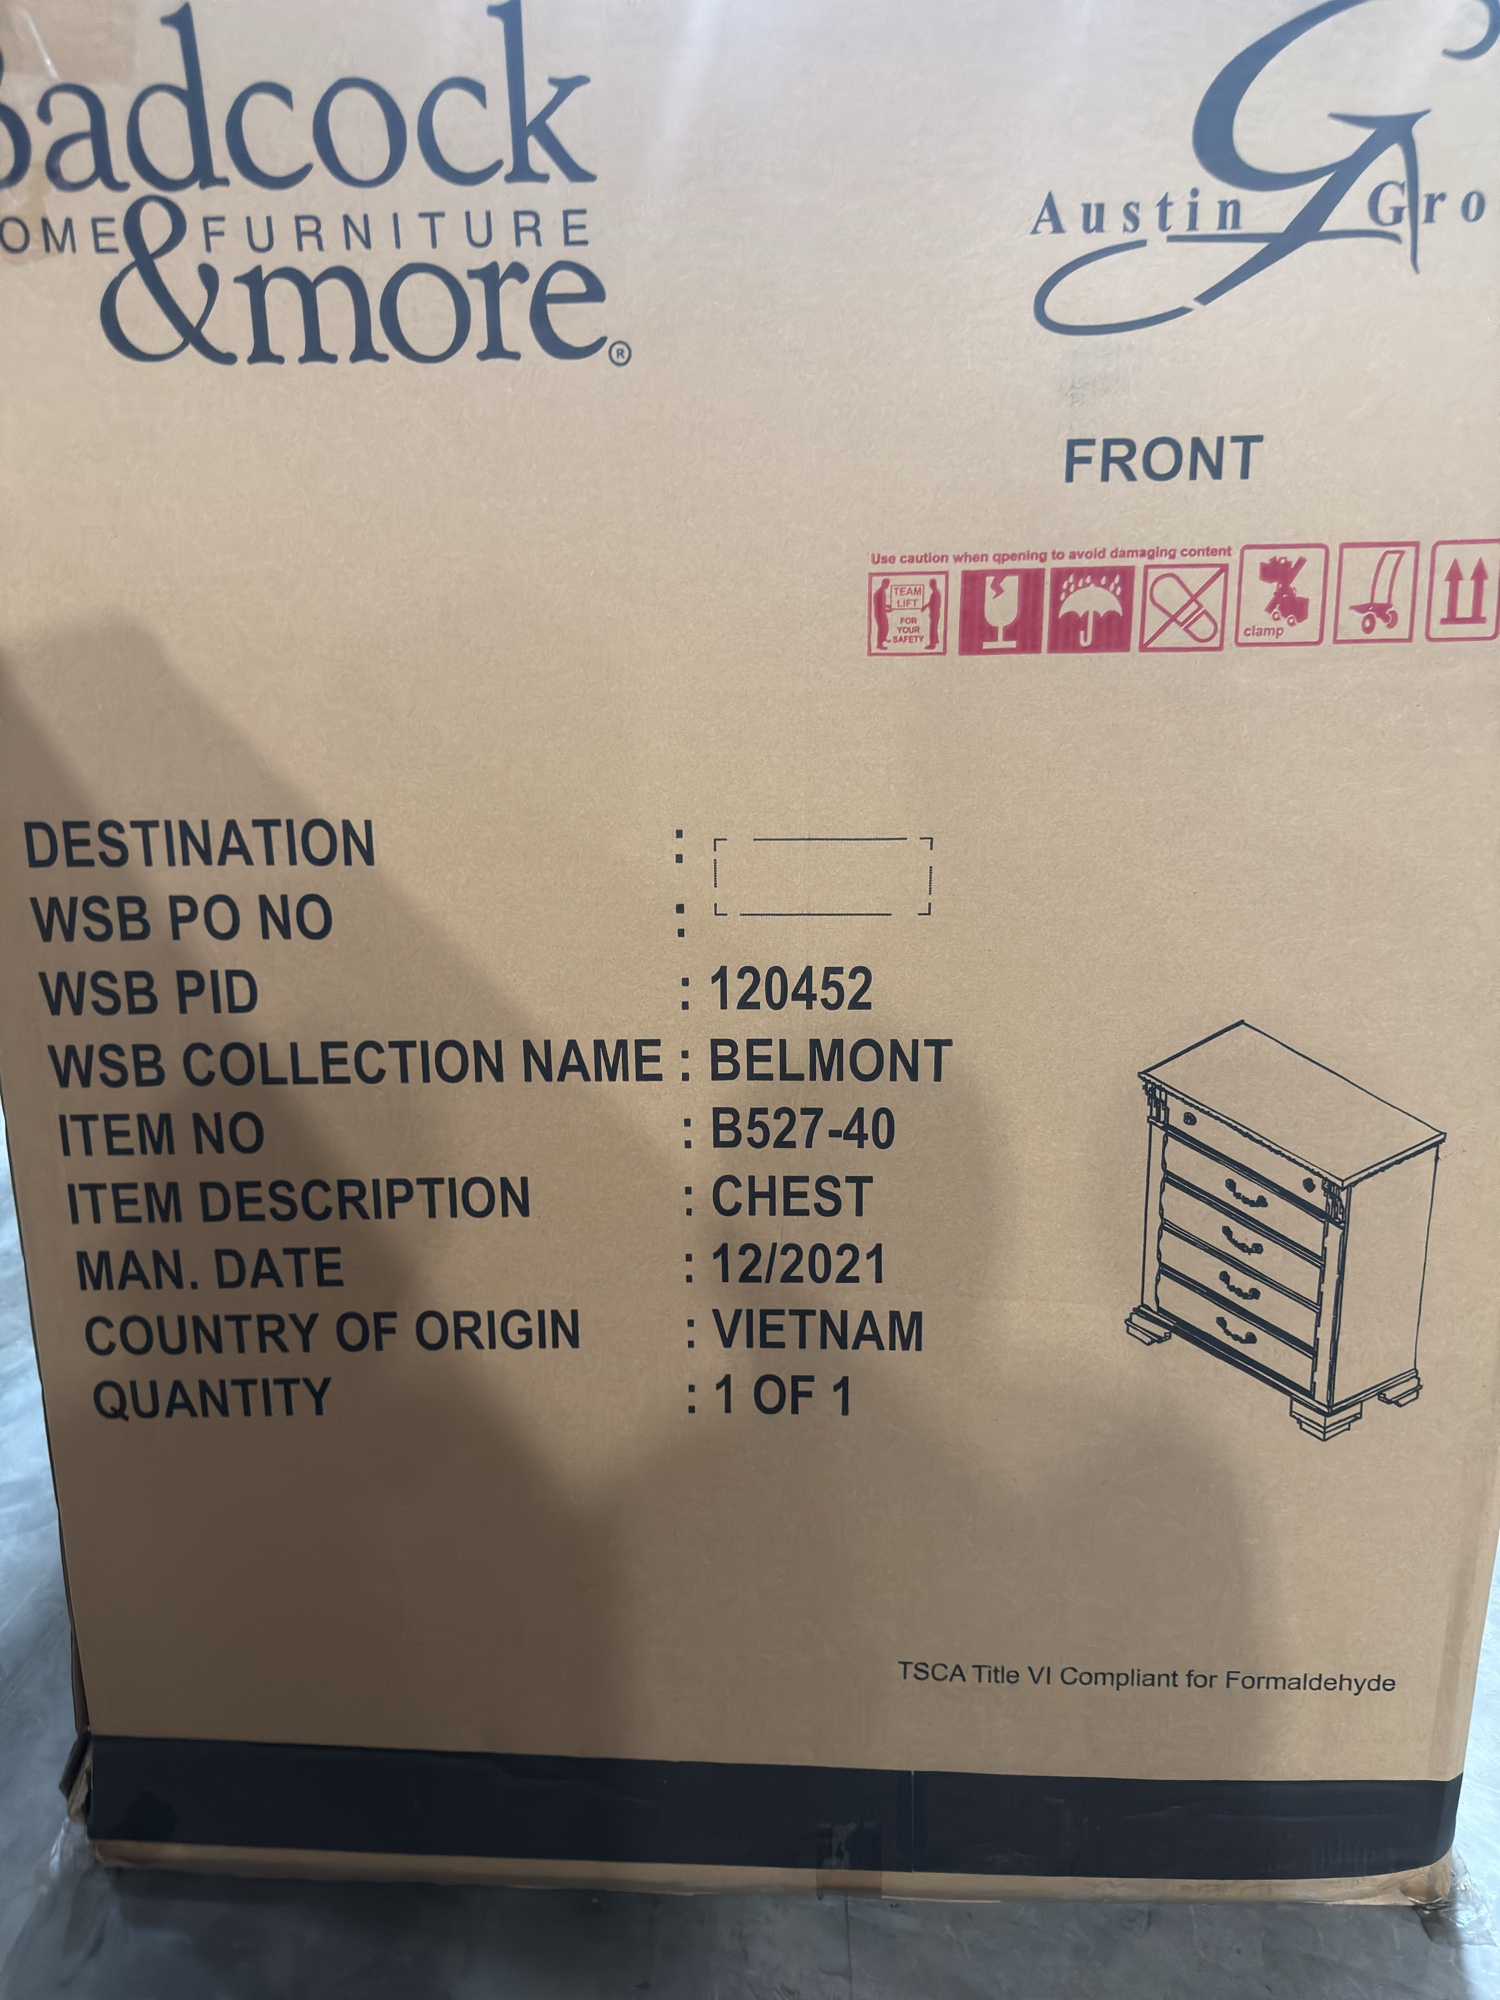 Badcock
HOME FURNITURE
&more®
Austin Gro
FRONT
Use caution when qpening to avoid damaging content
TEAM
LIFT
FOR
YOUR
SAFETY
clamp
DESTINATION :
WSB PO NO :
WSB PID : 120452
WSB COLLECTION NAME : BELMONT
ITEM NO : B527-40
ITEM DESCRIPTION : CHEST
MAN. DATE : 12/2021
COUNTRY OF ORIGIN : VIETNAM
QUANTITY : 1 OF 1
TSCA Title VI Compliant for Formaldehyde